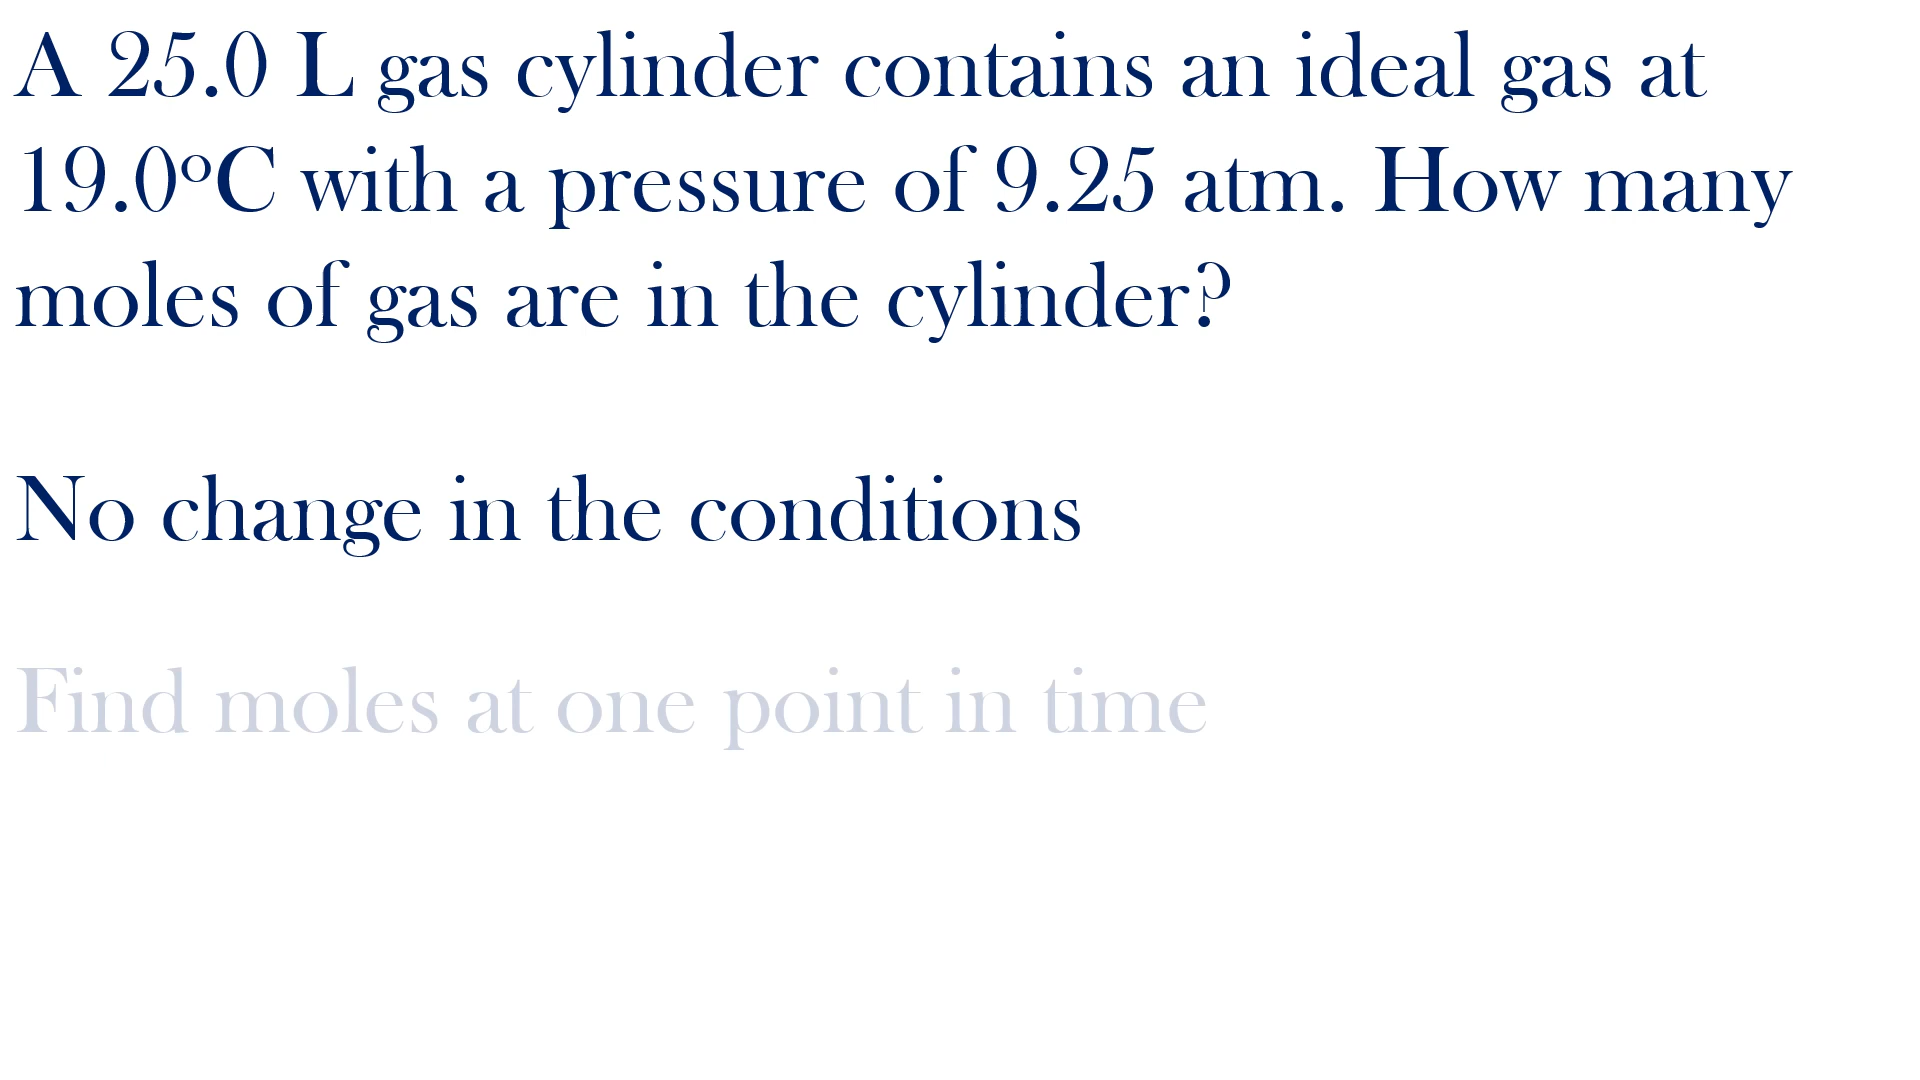 A 25.0 L gas cylinder contains an ideal gas at
19.0ºC with a pressure of 9.25 atm. How many
moles of gas are in the cylinder?
No change in the conditions
Find moles at one point in time